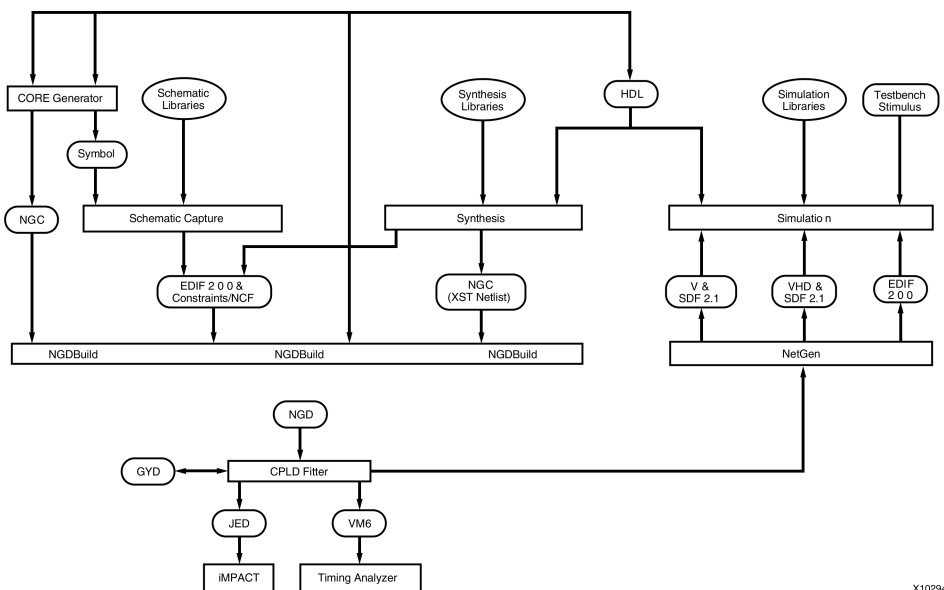 CORE Generator
Schematic
Libraries
Synthesis
Libraries
HDL
Simulation
Libraries
Testbench
Stimulus
Symbol
NGC
Schematic Capture
Synthesis
Simulatio n
EDIF 2 0 0 &
Constraints/NCF
NGC
(XST Netlist)
V &
SDF 2.1
VHD &
SDF 2.1
EDIF
2 0 0
NGDBuild
NGDBuild
NGDBuild
NetGen
NGD
GYD
CPLD Fitter
JED
VM6
iMPACT
Timing Analyzer